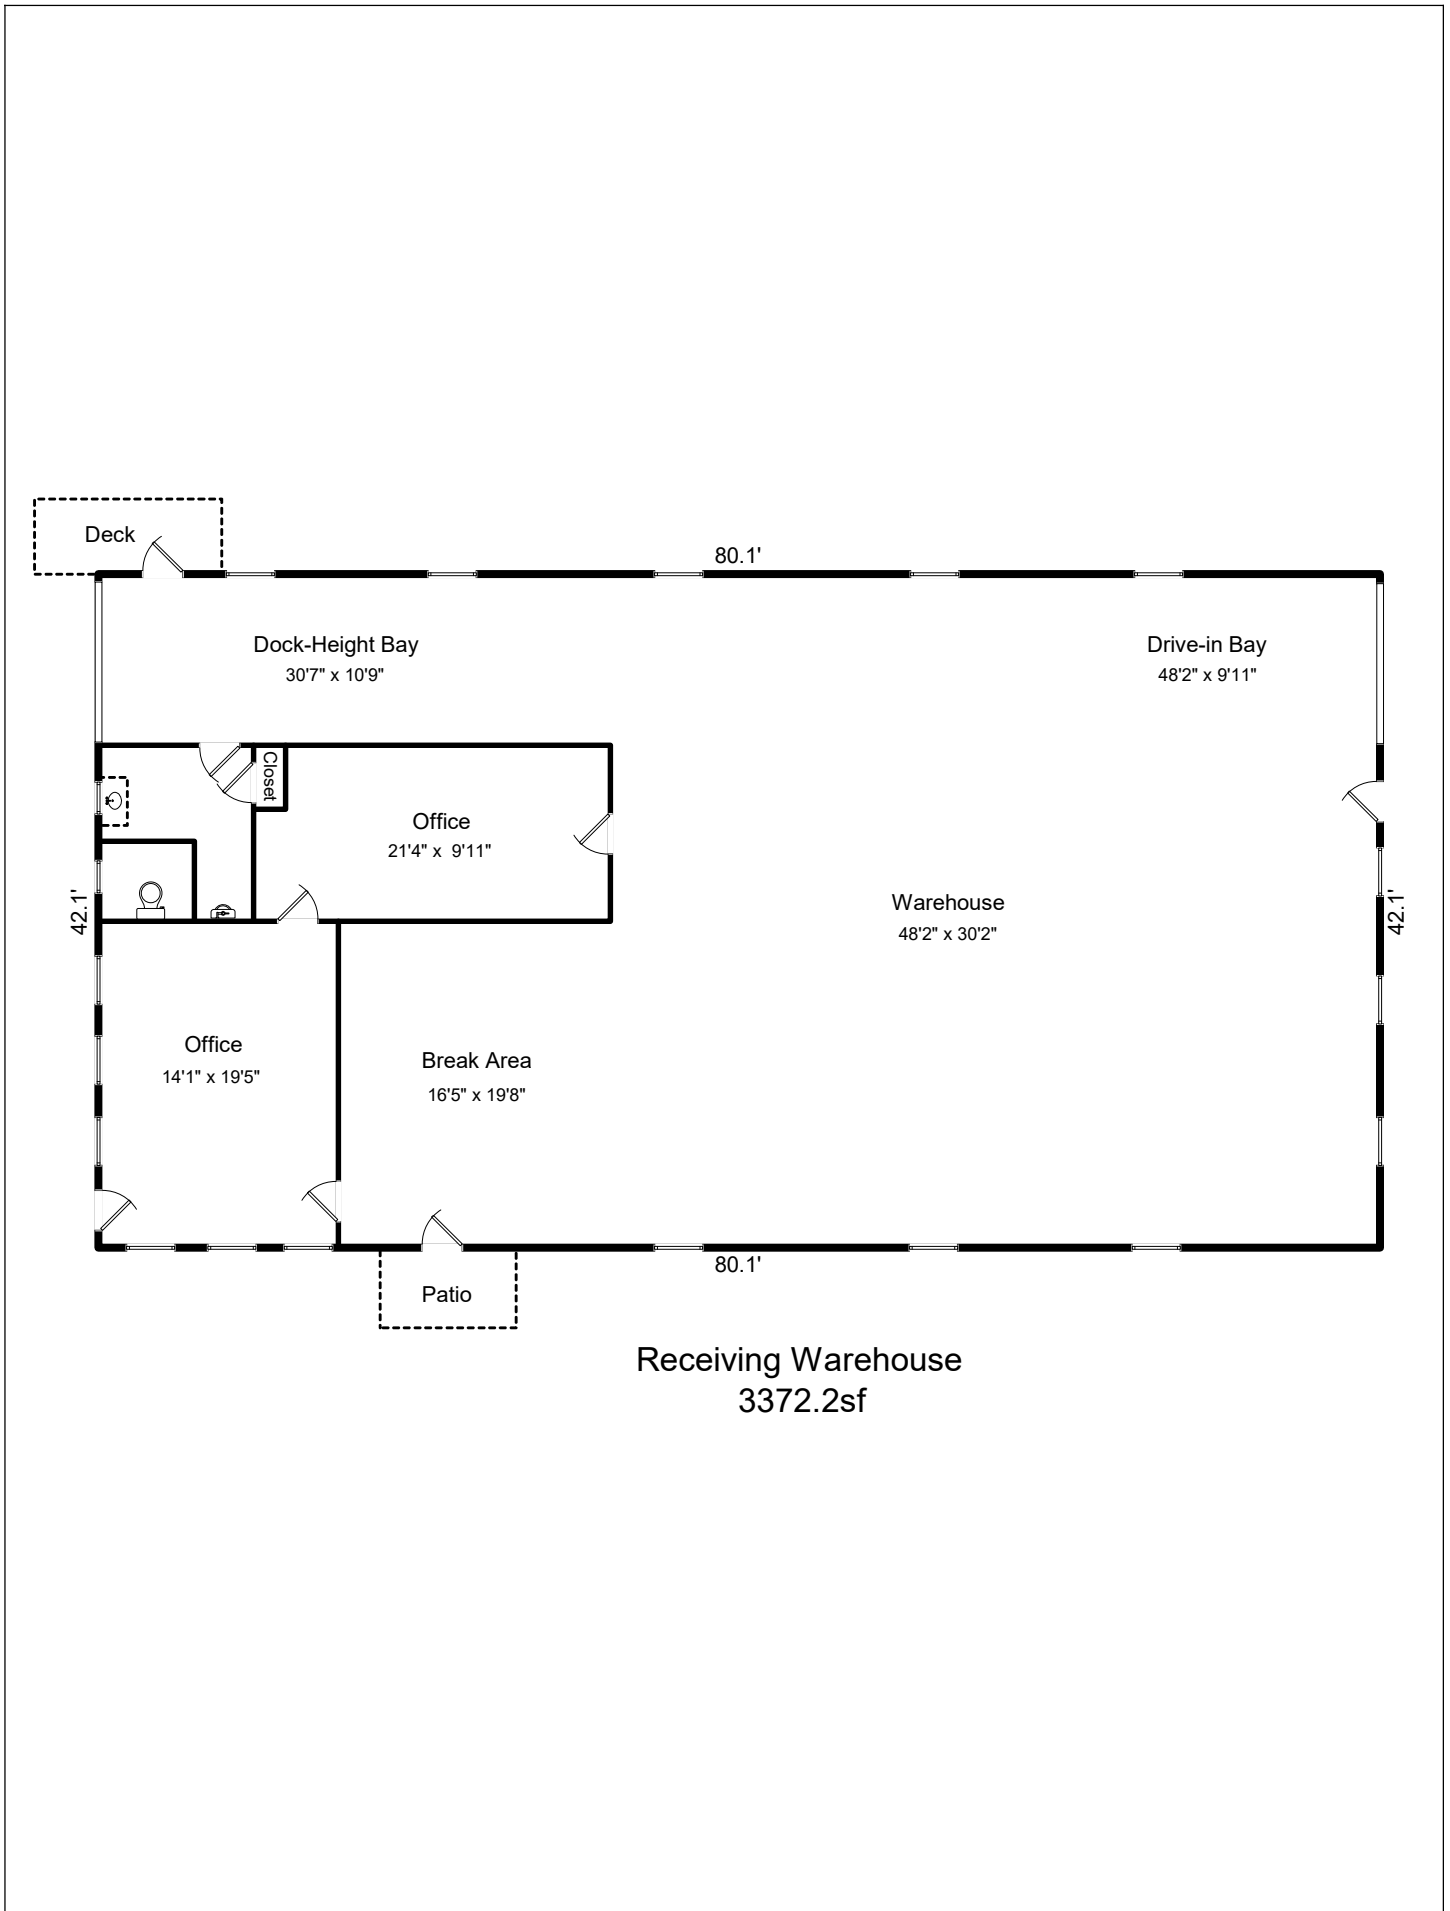 Deck
80.1'
Dock-Height Bay
30'7" x 10'9"
Drive-in Bay
48'2" x 9'11"
Closet
Office
21'4" x  9'11"
42.1'
Warehouse
48'2" x 30'2"
42.1'
Office
14'1" x 19'5"
Break Area
16'5" x 19'8"
80.1'
Patio
Receiving Warehouse
3372.2sf